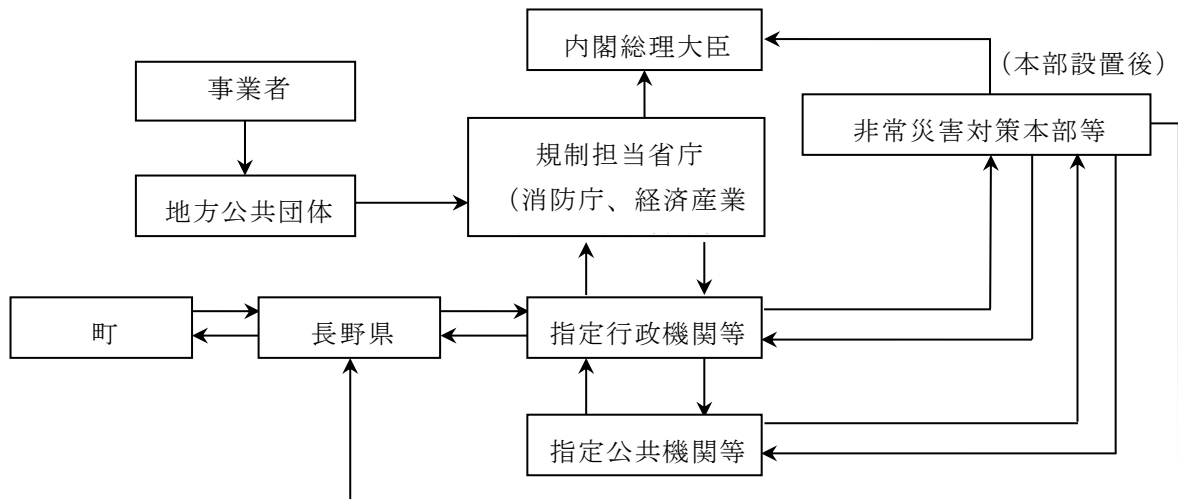 内閣総理大臣
(本部設置後)
事業者
非常災害対策本部等
規制担当省庁
(消防庁、経済産業
地方公共団体
町
長野県
指定行政機関等
指定公共機関等